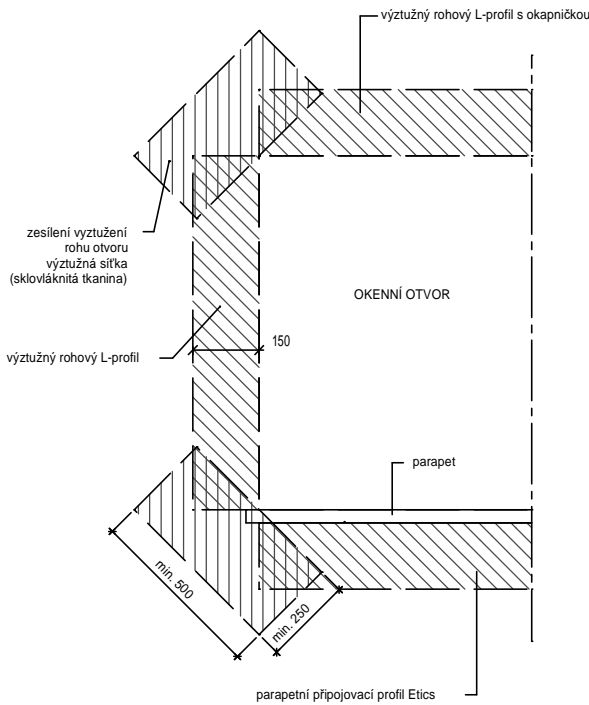 výztužný rohový L-profil s okapničkou
zesílení vyztužení
rohu otvoru
výztužná síťka
(sklovláknitá tkanina)
OKENNÍ OTVOR
150
výztužný rohový L-profil
parapet
min. 500
min. 250
parapetní připojovací profil Etics